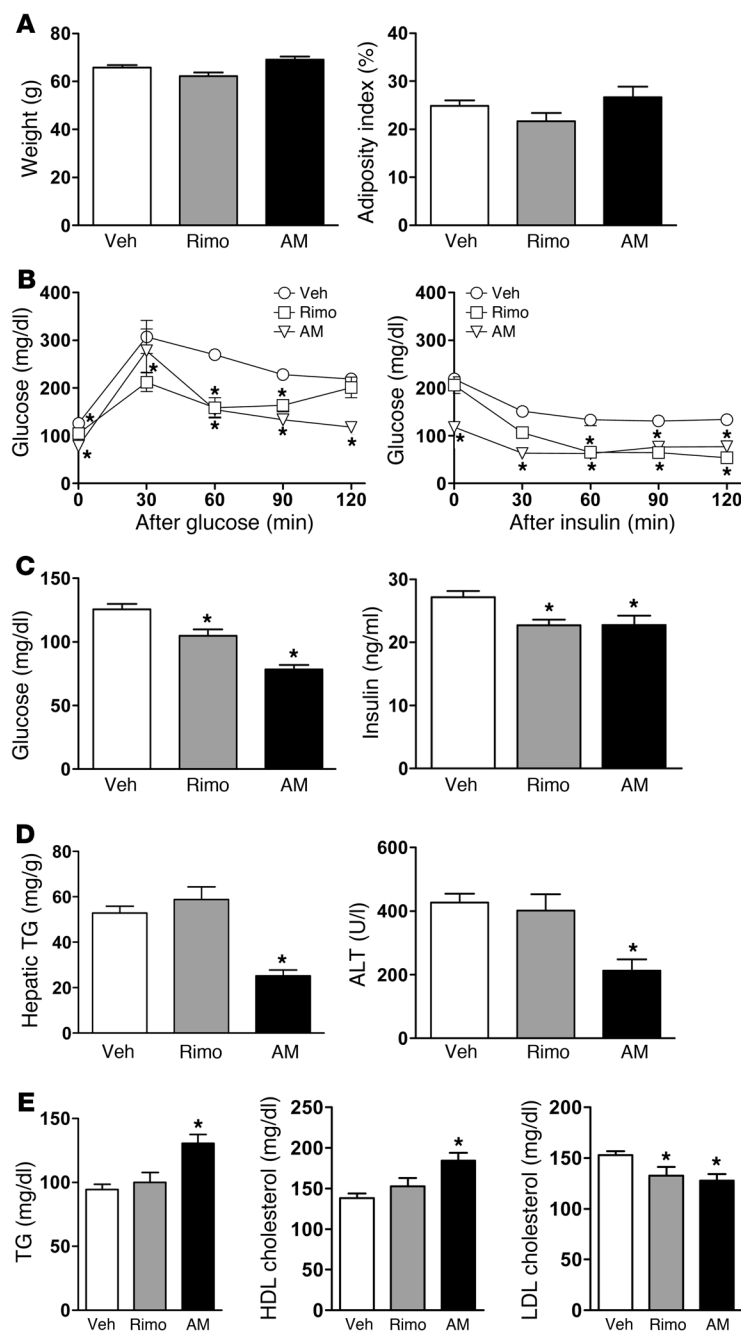 A
Weight (g)
80
60
40
20
0
Veh Rimo AM
Adiposity index (%)
40
30
20
10
0
Veh Rimo AM
B
Glucose (mg/dl)
400
300
200
100
0
Veh
Rimo
AM
* * * * * * * *
0 30 60 90 120
After glucose (min)
Glucose (mg/dl)
400
300
200
100
0
Veh
Rimo
AM
* * * * * * * *
0 30 60 90 120
After insulin (min)
C
Glucose (mg/dl)
150
100
50
0
* *
Veh Rimo AM
Insulin (ng/ml)
30
20
10
0
* *
Veh Rimo AM
D
Hepatic TG (mg/g)
80
60
40
20
0
*
Veh Rimo AM
ALT (U/l)
600
400
200
0
*
Veh Rimo AM
E
TG (mg/dl)
150
100
50
0
*
Veh Rimo AM
HDL cholesterol (mg/dl)
250
200
150
100
50
0
*
Veh Rimo AM
LDL cholesterol (mg/dl)
200
150
100
50
0
* *
Veh Rimo AM